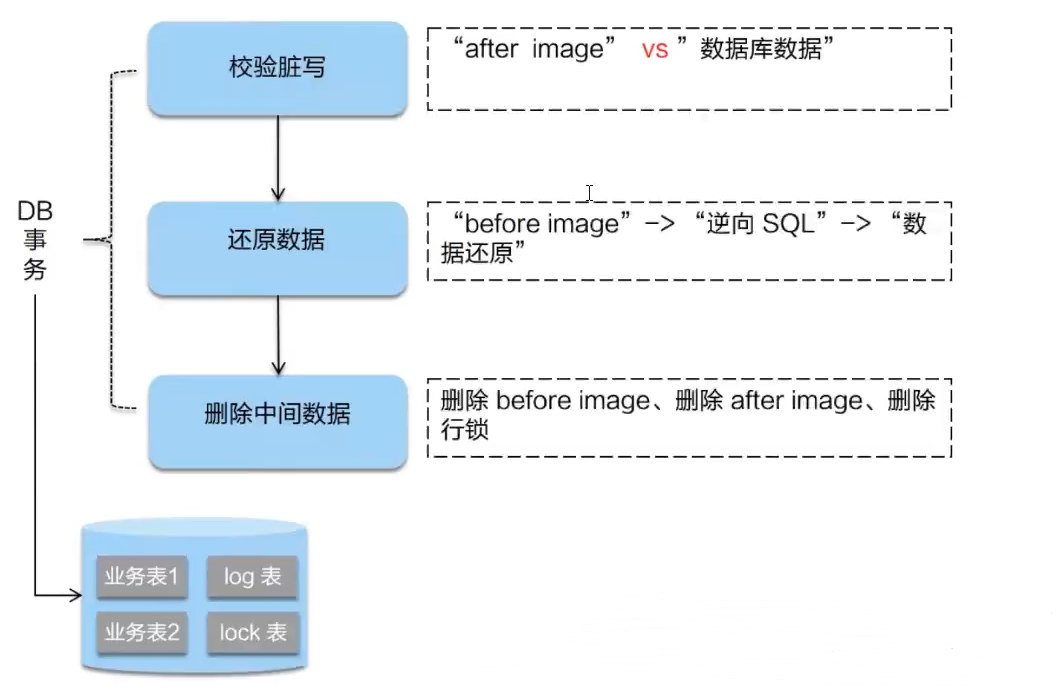 校验脏写
“after image” vs ”数据库数据”
DB
事
务
还原数据
“before image”–> “逆向 SQL”–> “数
据还原”
删除中间数据
删除 before image、删除 after image、删除
行锁
业务表1
log 表
业务表2
lock 表